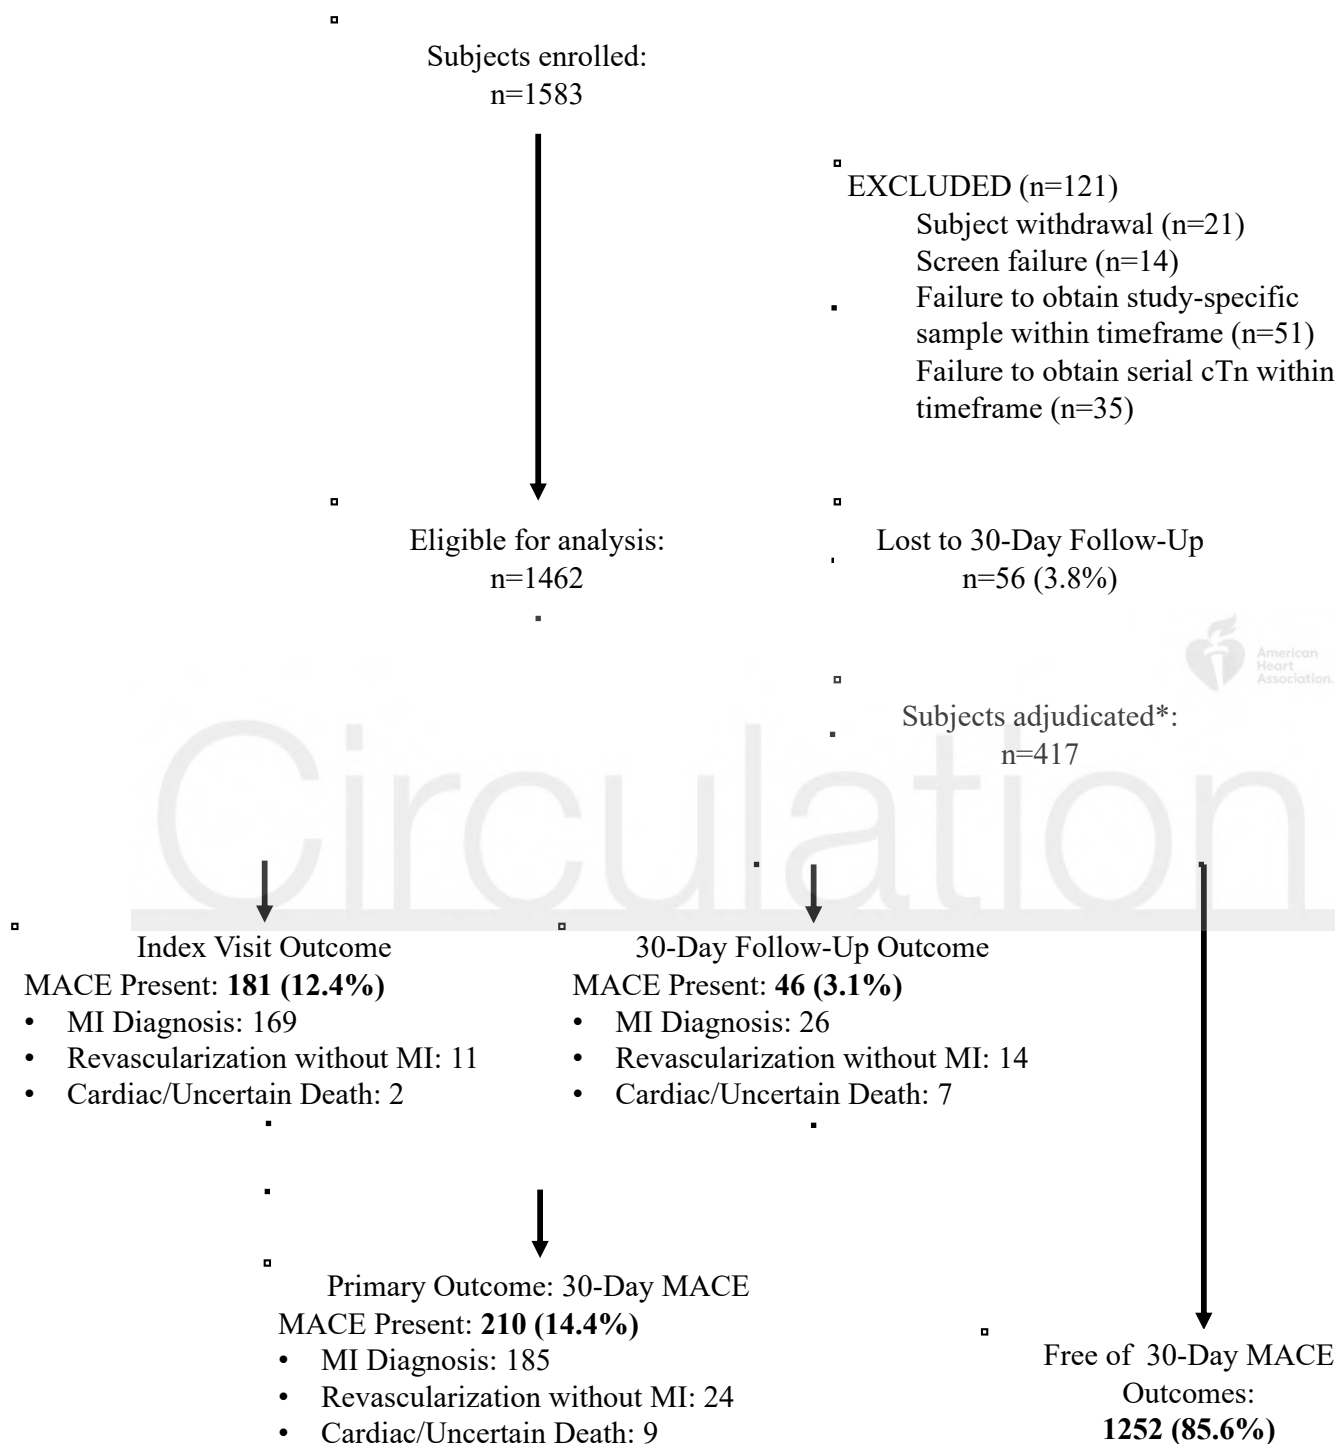 Subjects enrolled:
n=1583
EXCLUDED (n=121)
Subject withdrawal (n=21)
Screen failure (n=14)
Failure to obtain study-specific
sample within timeframe (n=51)
Failure to obtain serial cTn within
timeframe (n=35)
Eligible for analysis:
n=1462
Lost to 30-Day Follow-Up
n=56 (3.8%)
American
Heart
Association.
Subjects adjudicated*:
n=417
Circulation
Index Visit Outcome
MACE Present: 181 (12.4%)
• MI Diagnosis: 169
• Revascularization without MI: 11
• Cardiac/Uncertain Death: 2
30-Day Follow-Up Outcome
MACE Present: 46 (3.1%)
• MI Diagnosis: 26
• Revascularization without MI: 14
• Cardiac/Uncertain Death: 7
Primary Outcome: 30-Day MACE
MACE Present: 210 (14.4%)
• MI Diagnosis: 185
• Revascularization without MI: 24
• Cardiac/Uncertain Death: 9
Free of 30-Day MACE
Outcomes:
1252 (85.6%)